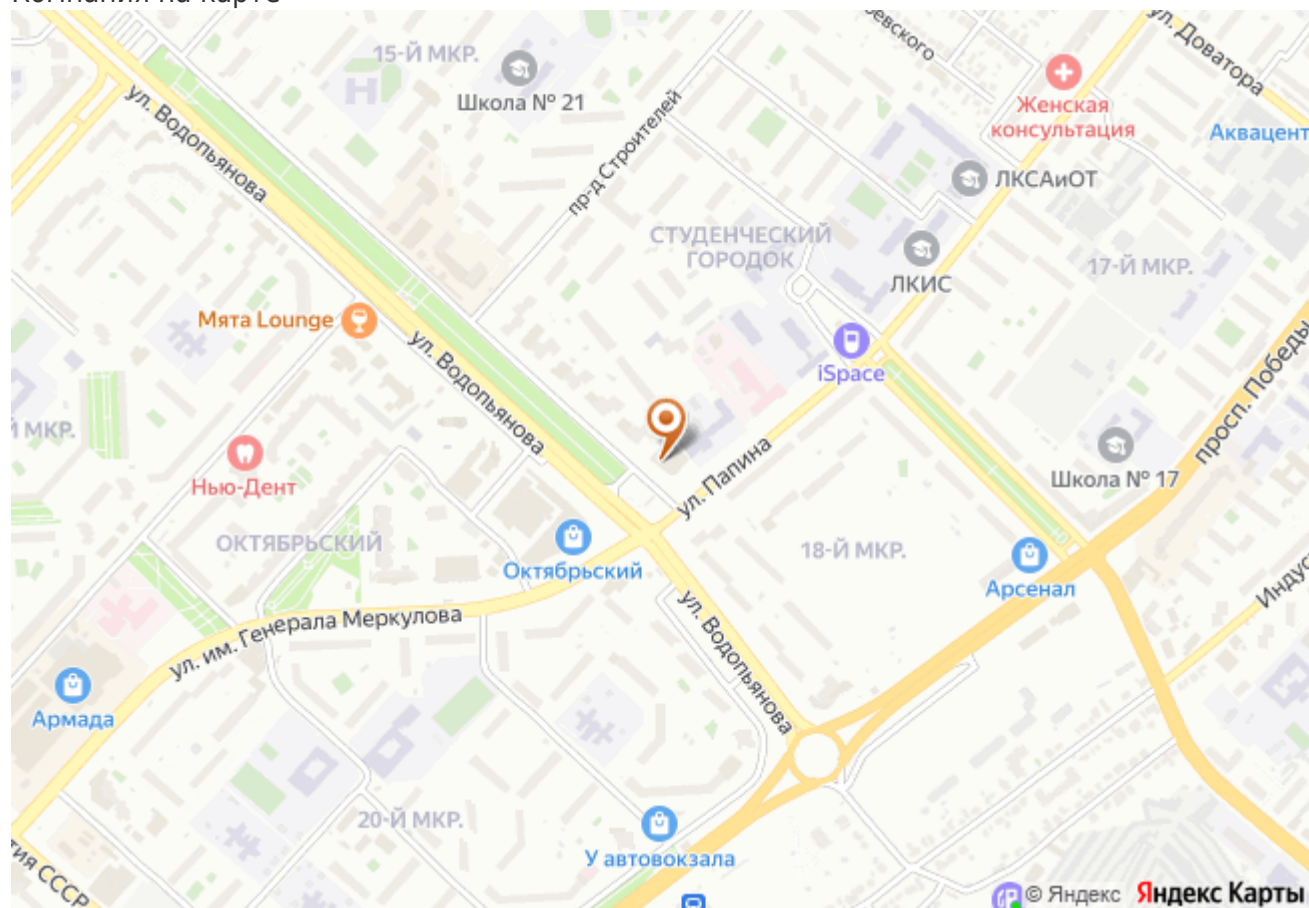 15-Й МКР.
Школа № 21
ул. Водопьянова
пр-д Строителей
ул. Доватора
Женская
консультация
Аквацент
ЛКСАиОТ
СТУДЕНЧЕСКИЙ
ГОРОДОК
ЛКИС
17-Й МКР.
Мята Lounge
ул. Водопьянова
iSpace
просп. Победы
Нью-Дент
ул. Папина
Школа № 17
ОКТЯБРЬСКИЙ
Октябрьский
18-Й МКР.
Арсенал
ул. им. Генерала Меркулова
ул. Водопьянова
Армада
20-Й МКР.
У автовокзала
© Яндекс Яндекс Карты